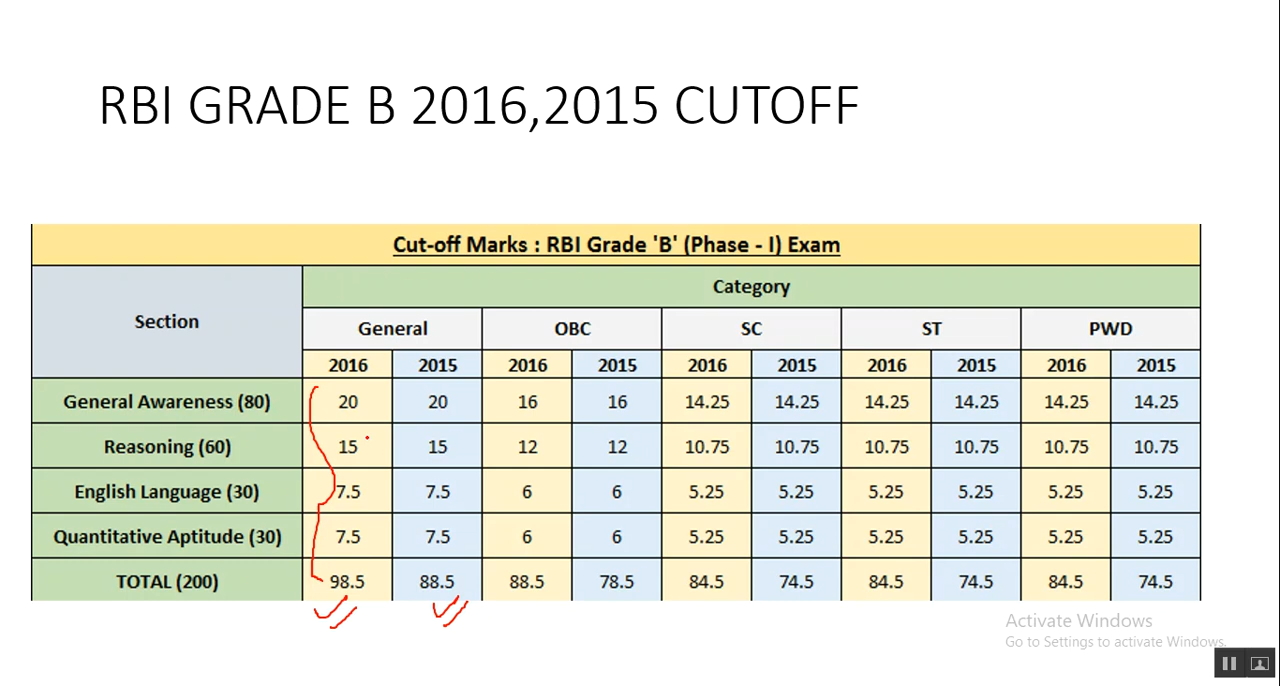 RBI GRADE B 2016,2015 CUTOFF
Cut-off Marks : RBI Grade 'B' (Phase - I) Exam
Section
Category
General OBC SC ST PWD
2016 2015 2016 2015 2016 2015 2016 2015 2016 2015
General Awareness (80) 20 20 16 16 14.25 14.25 14.25 14.25 14.25 14.25
Reasoning (60) 15 15 12 12 10.75 10.75 10.75 10.75 10.75 10.75
English Language (30) 7.5 7.5 6 6 5.25 5.25 5.25 5.25 5.25 5.25
Quantitative Aptitude (30) 7.5 7.5 6 6 5.25 5.25 5.25 5.25 5.25 5.25
TOTAL (200) 98.5 88.5 88.5 78.5 84.5 74.5 84.5 74.5 84.5 74.5
Activate Windows
Go to Settings to activate Windows.